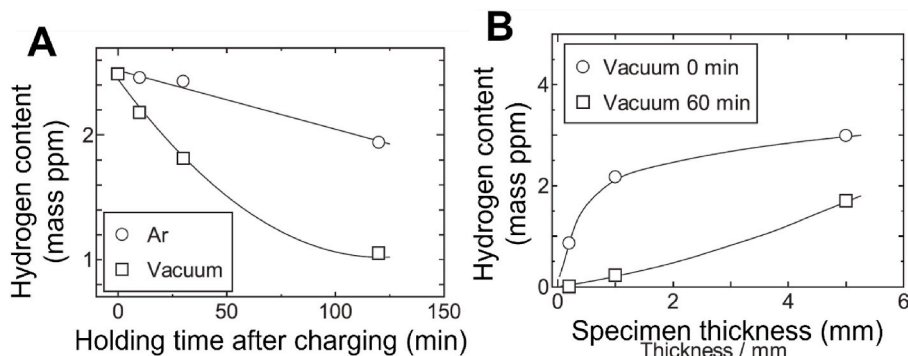 A
Hydrogen content
(mass ppm)
2
1
Ar
Vacuum
0
50
100
150
Holding time after charging (min)
B
Hydrogen content
(mass ppm)
4
2
0
Vacuum 0 min
Vacuum 60 min
0
2
4
6
Specimen thickness (mm)
Thickness / mm